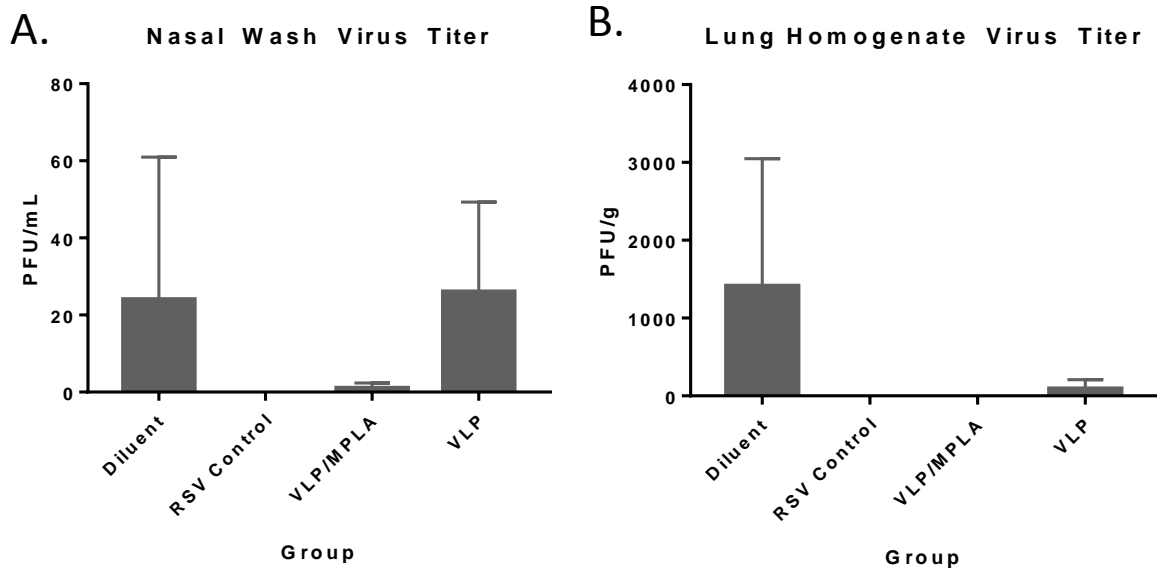 A.
Nasal Wash Virus Titer
80
60
40
20
0
PFU/mL
Diluent
RSV Control
VLP/MPLA
VLP
Group
B.
Lung Homogenate Virus Titer
4000
3000
2000
1000
0
PFU/g
Diluent
RSV Control
VLP/MPLA
VLP
Group